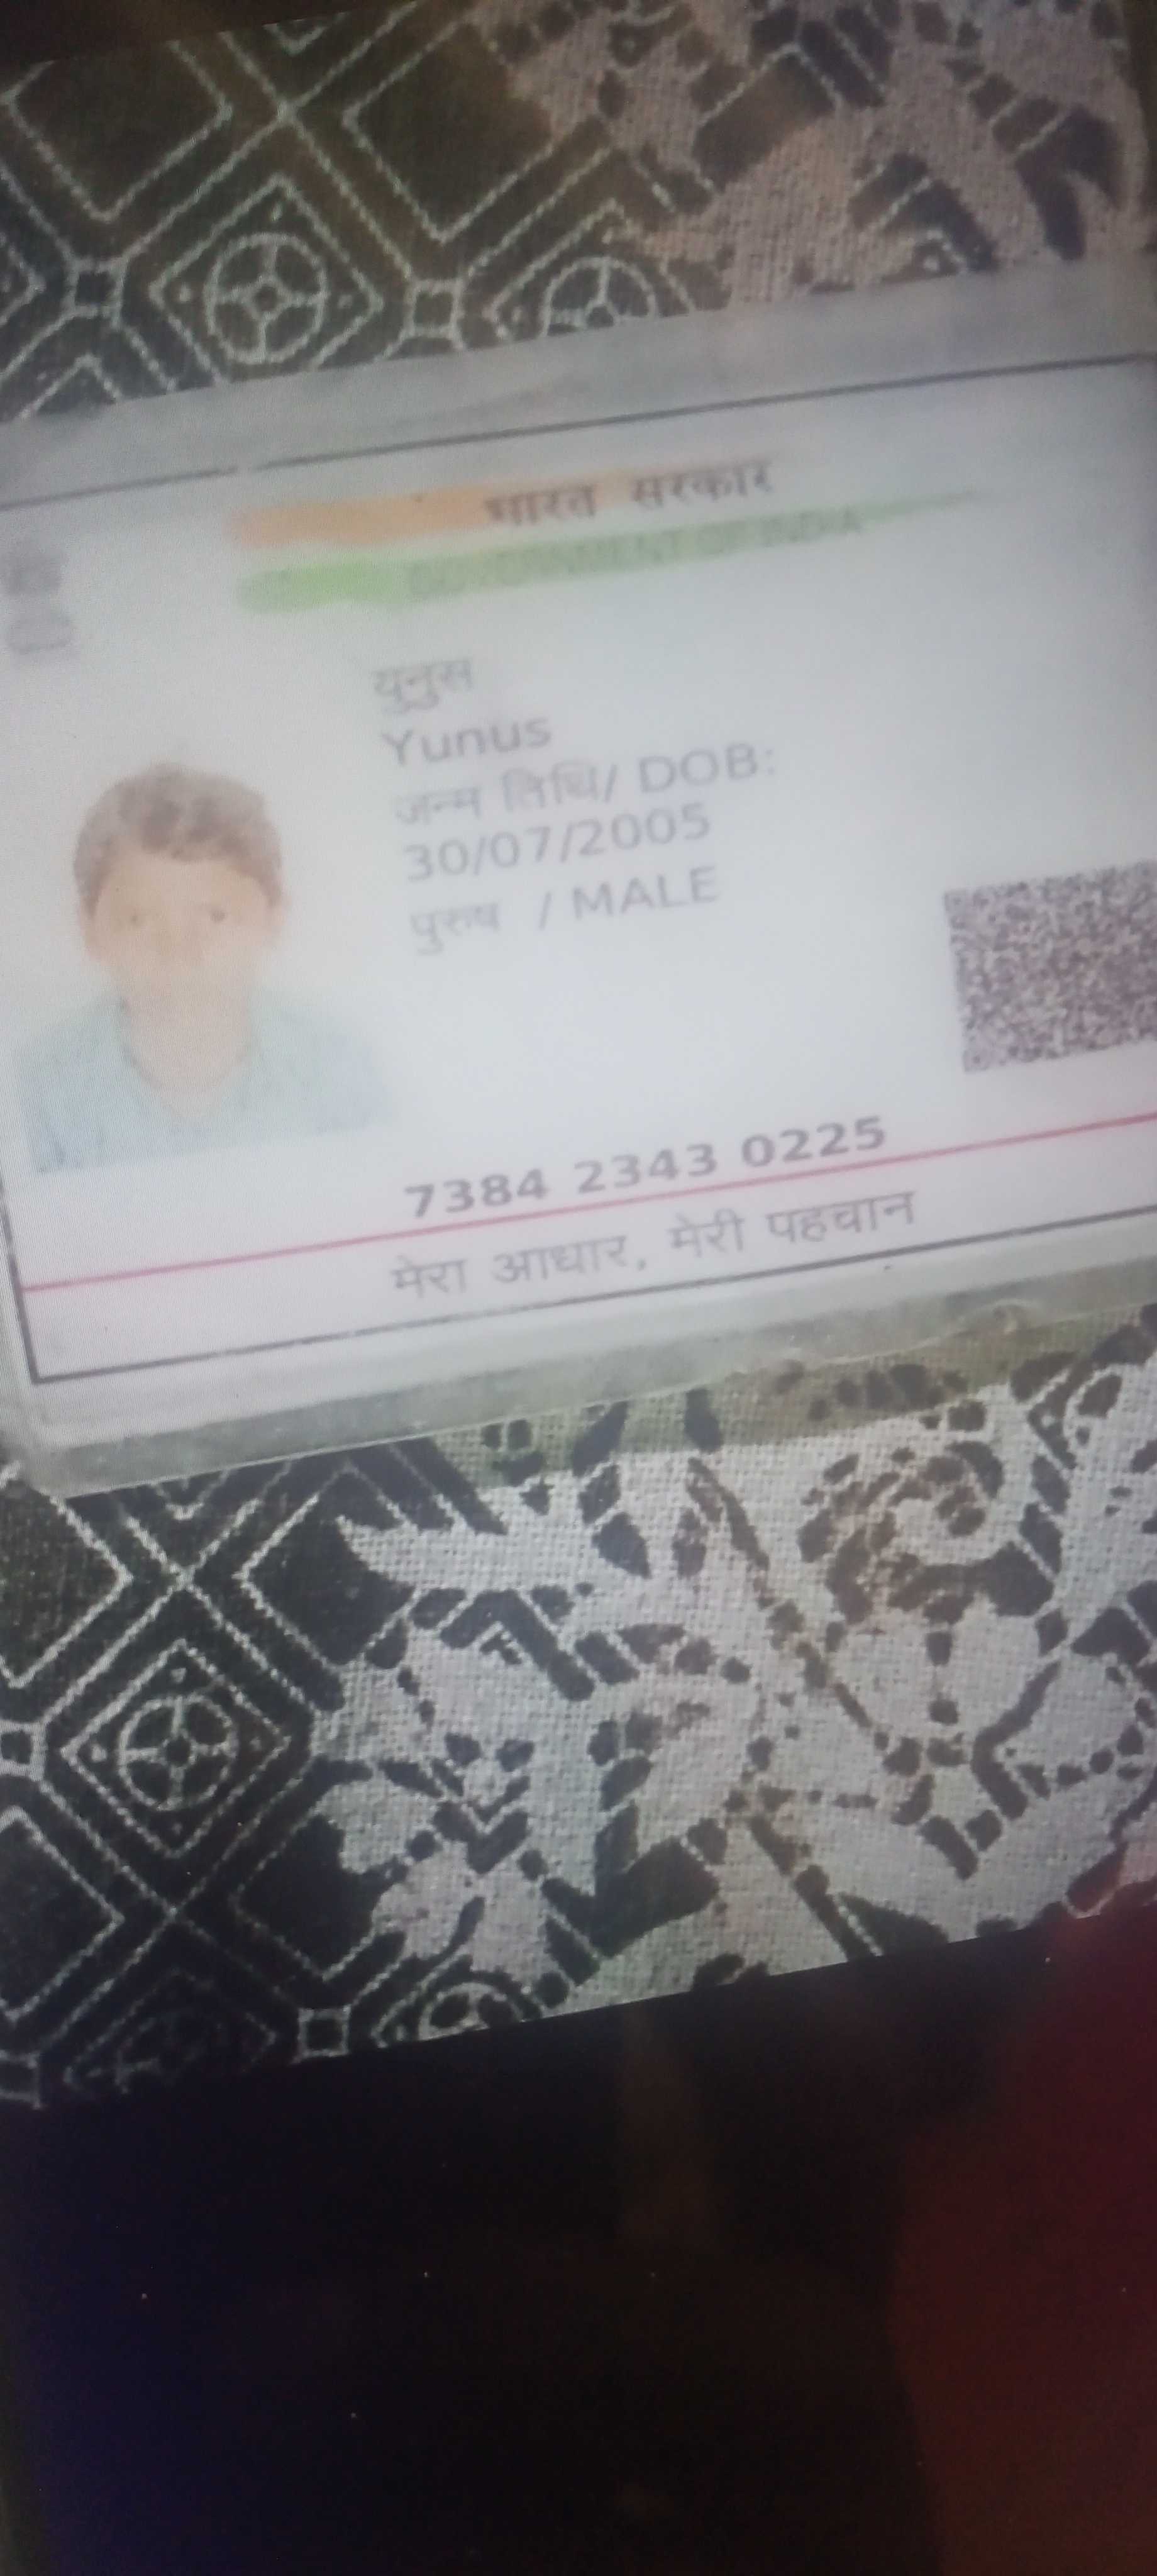 भारत सरकार
GOVERNMENT OF INDIA
युनुस
Yunus
जन्म तिथि/ DOB:
30/07/2005
पुरुष / MALE
7384 2343 0225
मेरा आधार, मेरी पहचान